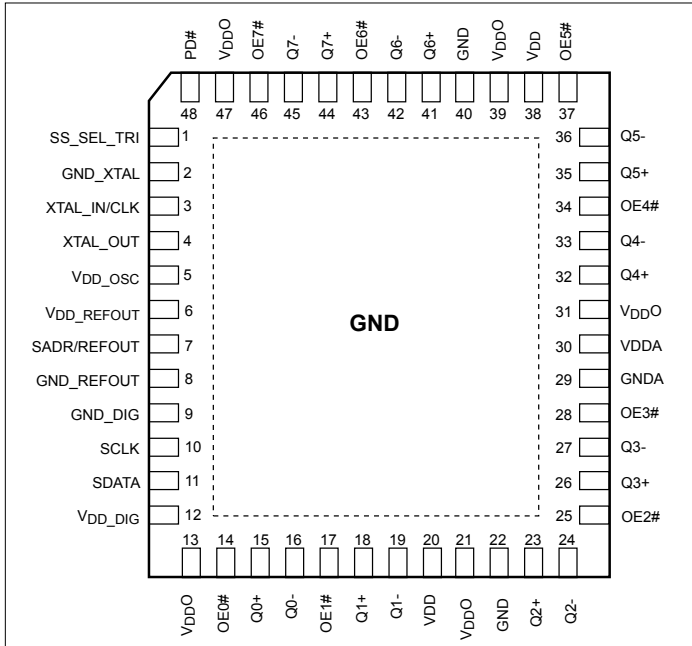 PD#
VDDO
OE7#
Q7-
Q7+
OE6#
Q6-
Q6+
GND
VDDO
VDD
OE5#
48 47 46 45 44 43 42 41 40 39 38 37
SS_SEL_TRI 1
GND_XTAL 2
XTAL_IN/CLK 3
XTAL_OUT 4
VDD_OSC 5
VDD_REFOUT 6
SADR/REFOUT 7
GND_REFOUT 8
GND_DIG 9
SCLK 10
SDATA 11
VDD_DIG 12
GND
36 Q5-
35 Q5+
34 OE4#
33 Q4-
32 Q4+
31 VDDO
30 VDDA
29 GNDA
28 OE3#
27 Q3-
26 Q3+
25 OE2#
13 14 15 16 17 18 19 20 21 22 23 24
VDDO
OE0#
Q0+
Q0-
OE1#
Q1+
Q1-
VDD
VDDO
GND
Q2+
Q2-